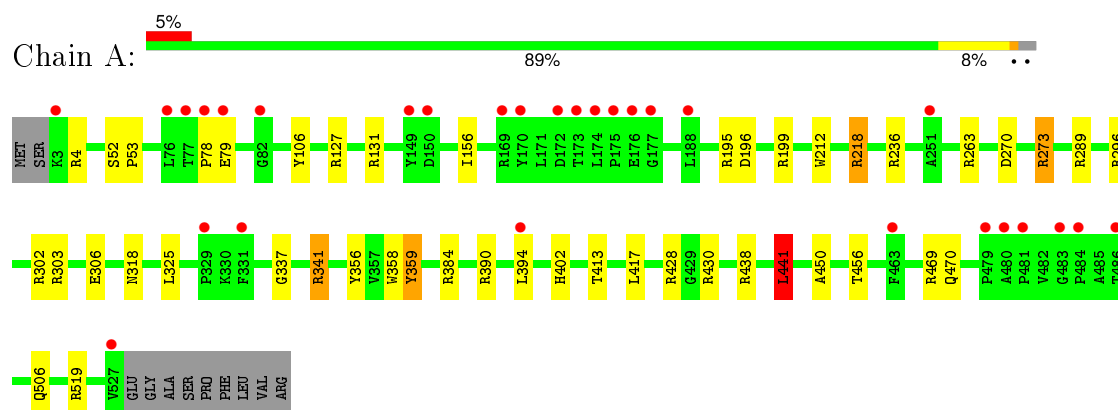 5%
Chain A:
89% 8% • •
MET SER K3 R4 S52 P53 L76 T77 P78 E79 G82 Y106 R127 R131 Y149 D150 I156 R169 Y170 L171 D172 T173 L174 P175 E176 G177 L188 R195 D196 R199 W212 R218 R236 A251 R263 D270 R273 R289
R302 R303 E306 N318 L325 P329 K330 F331 G337 R341 Y356 V357 W358 Y359 R384 R390 L394 H402 T413 L417 R428 G429 R430 R438 L441 A450 T456 F463 R469 Q470 P479 A480 P481 V482 G483 P484 A485
Q506 R519 V527 GLU GLY ALA SER PRO PHE LEU VAL ARG